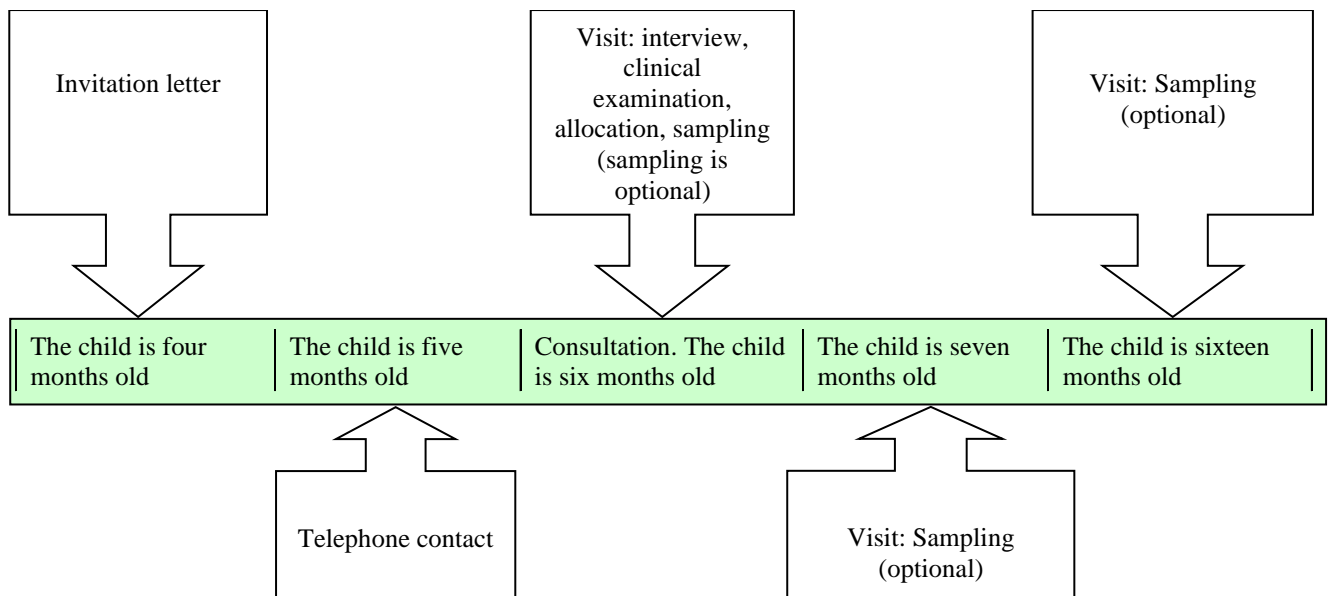 Invitation letter
Visit: interview,
clinical
examination,
allocation, sampling
(sampling is
optional)
Visit: Sampling
(optional)
The child is four
months old
The child is five
months old
Consultation. The child
is six months old
The child is seven
months old
The child is sixteen
months old
Telephone contact
Visit: Sampling
(optional)